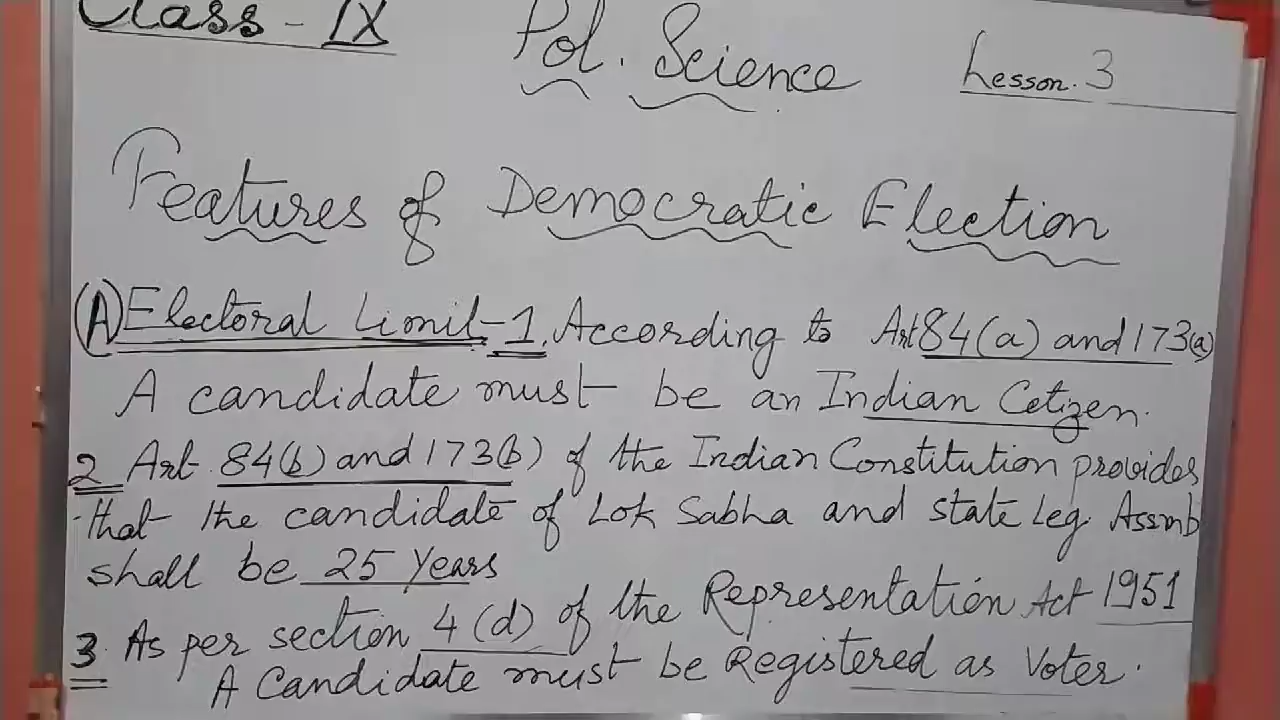 Class - IX
Pol. Science
Lesson. 3
Features of Democratic Election
(A) Electoral Limit-1. According to Art 84(a) and 173(a)
A candidate must be an Indian Cetizen.
2 Art. 84(b) and 173(b) of the Indian Constitution provides
that the candidate of Lok Sabha and state Leg. Assmb
shall be 25 years
3. As per section 4(d) of the Representation Act 1951
A Candidate must be Registered as Voter.